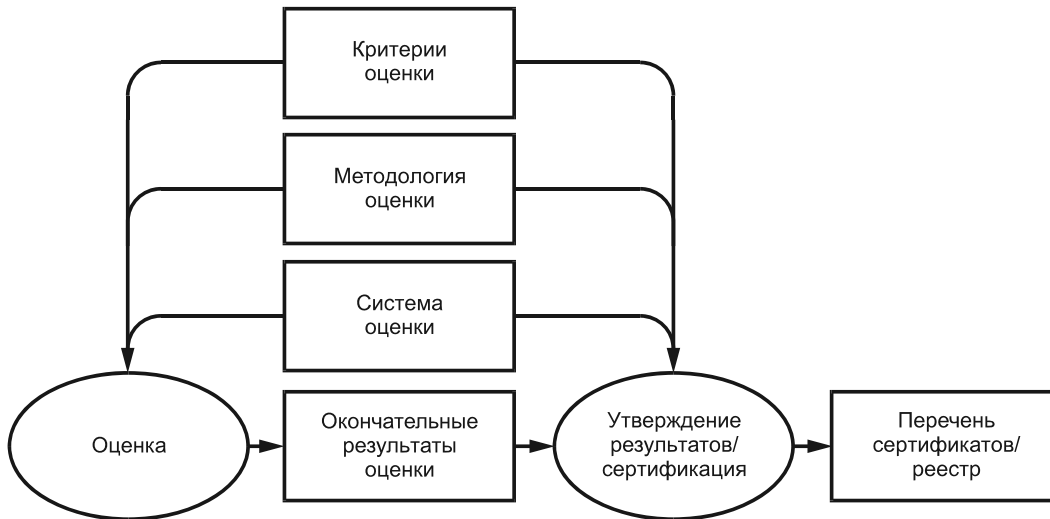 Критерии
оценки
Методология
оценки
Система
оценки
Оценка
Окончательные
результаты
оценки
Утверждение
результатов/
сертификация
Перечень
сертификатов/
реестр